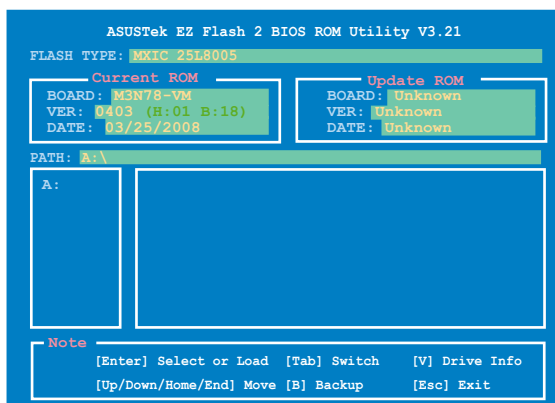 ASUSTek EZ Flash 2 BIOS ROM Utility V3.21
FLASH TYPE: MXIC 25L8005
Current ROM
BOARD: M3N78-VM
VER: 0403 (H:01 B:18)
DATE: 03/25/2008
Update ROM
BOARD: Unknown
VER: Unknown
DATE: Unknown
PATH: A:\
A:
Note
[Enter] Select or Load [Tab] Switch [V] Drive Info
[Up/Down/Home/End] Move [B] Backup [Esc] Exit